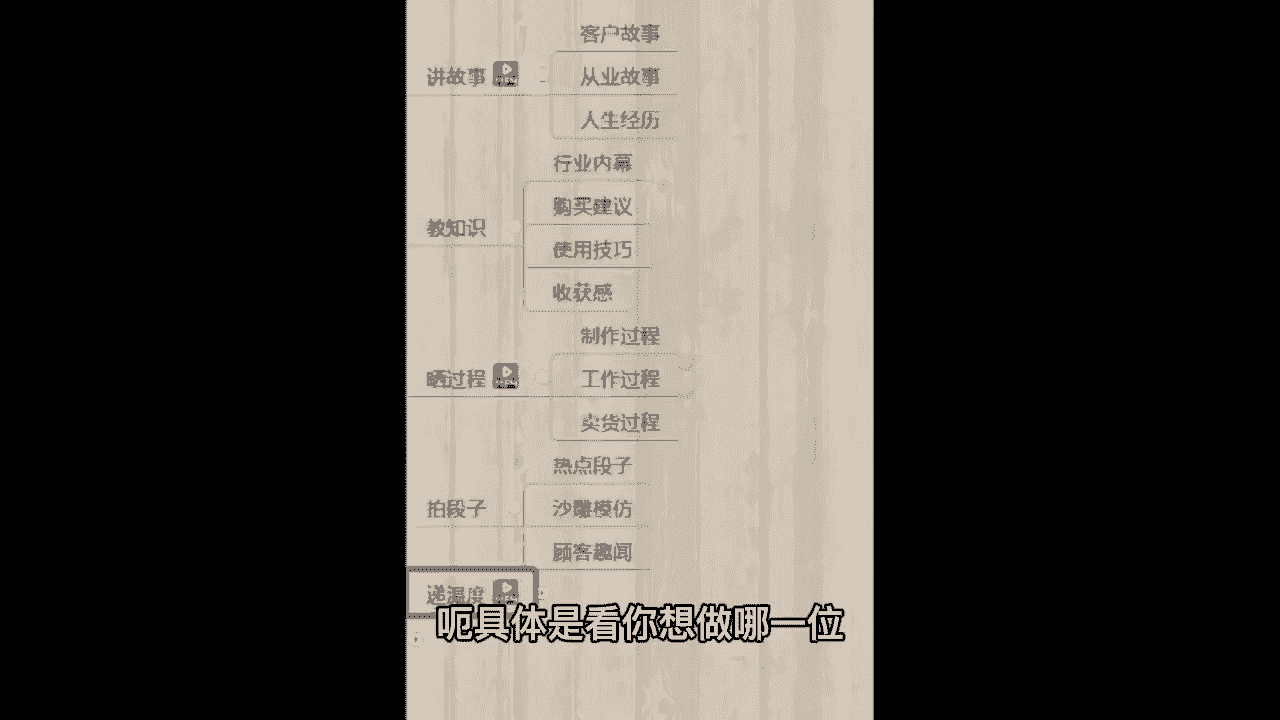 客户故事
讲故事
从业故事
人生经历
行业内幕
购买建议
教知识
使用技巧
收获感
制作过程
晒过程
工作过程
卖货过程
热点段子
拍段子
沙雕模仿
顾客趣闻
递温度
呃具体是看你想做哪一位